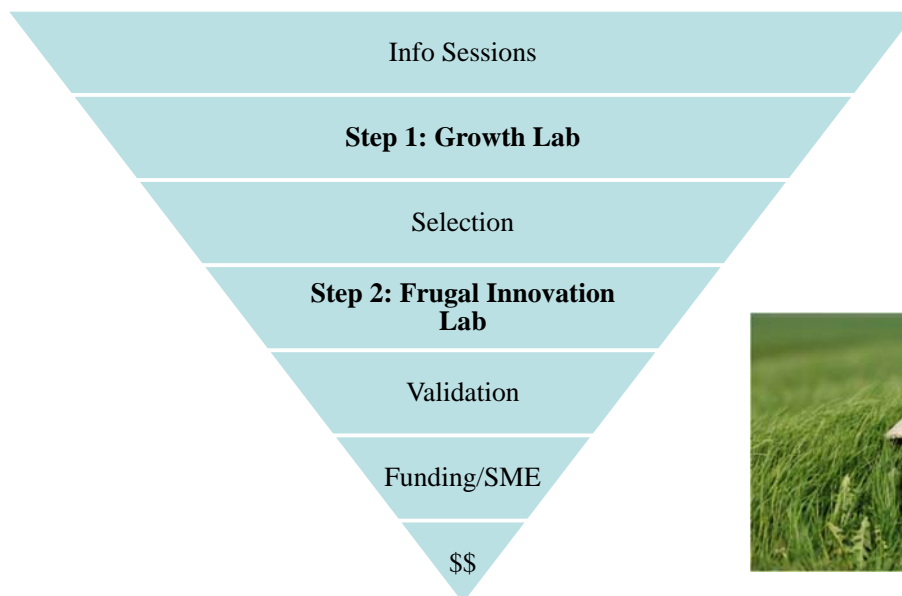 Info Sessions
Step 1: Growth Lab
Selection
Step 2: Frugal Innovation
Lab
Validation
Funding/SME
$$